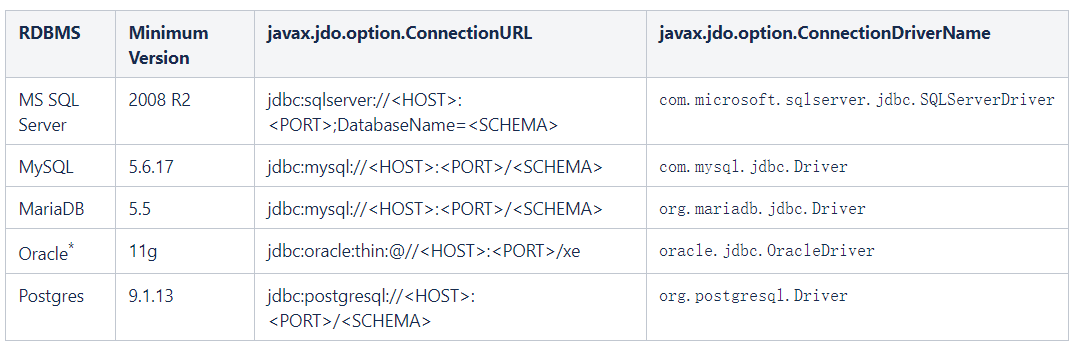 RDBMS Minimum Version javax.jdo.option.ConnectionURL javax.jdo.option.ConnectionDriverName
MS SQL Server 2008 R2 jdbc:sqlserver://<HOST>:<PORT>;DatabaseName=<SCHEMA> com.microsoft.sqlserver.jdbc.SQLServerDriver
MySQL 5.6.17 jdbc:mysql://<HOST>:<PORT>/<SCHEMA> com.mysql.jdbc.Driver
MariaDB 5.5 jdbc:mysql://<HOST>:<PORT>/<SCHEMA> org.mariadb.jdbc.Driver
Oracle* 11g jdbc:oracle:thin:@//<HOST>:<PORT>/xe oracle.jdbc.OracleDriver
Postgres 9.1.13 jdbc:postgresql://<HOST>:<PORT>/<SCHEMA> org.postgresql.Driver